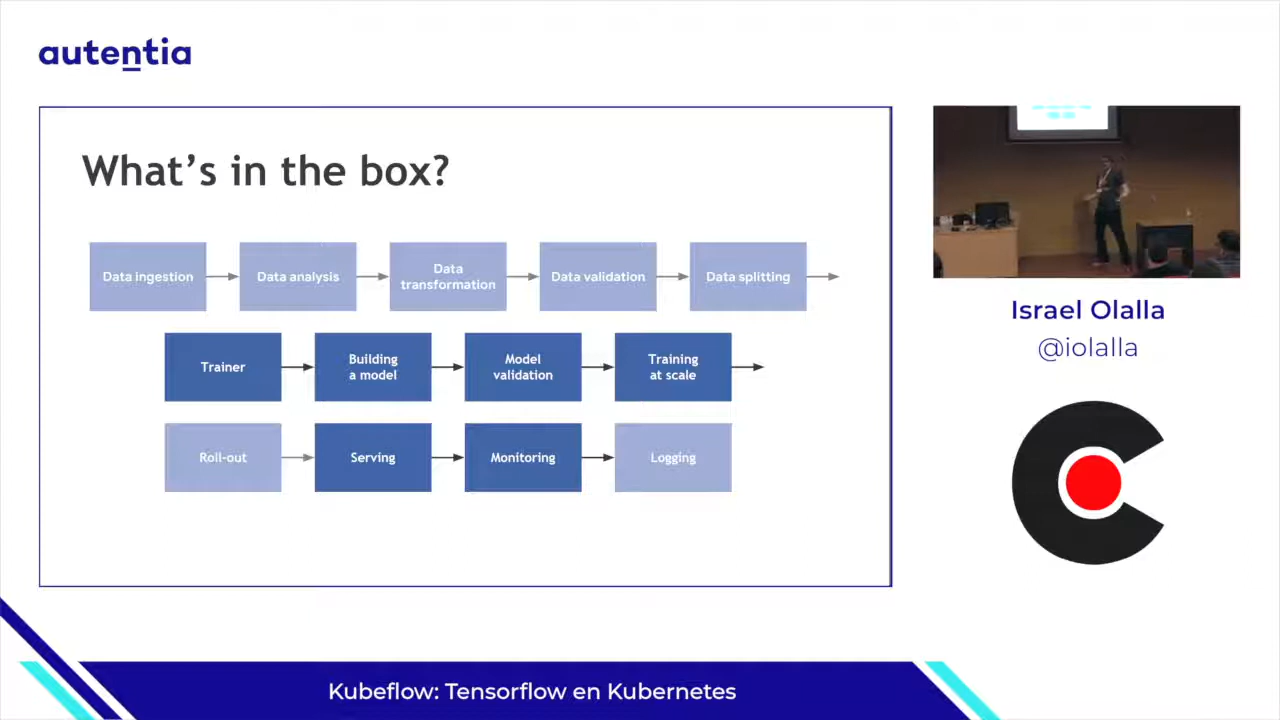 autentia
What's in the box?
Data ingestion
Data analysis
Data
transformation
Data validation
Data splitting
Trainer
Building
a model
Model
validation
Training
at scale
Roll-out
Serving
Monitoring
Logging
Israel Olalla
@iolalla
Kubeflow: Tensorflow en Kubernetes